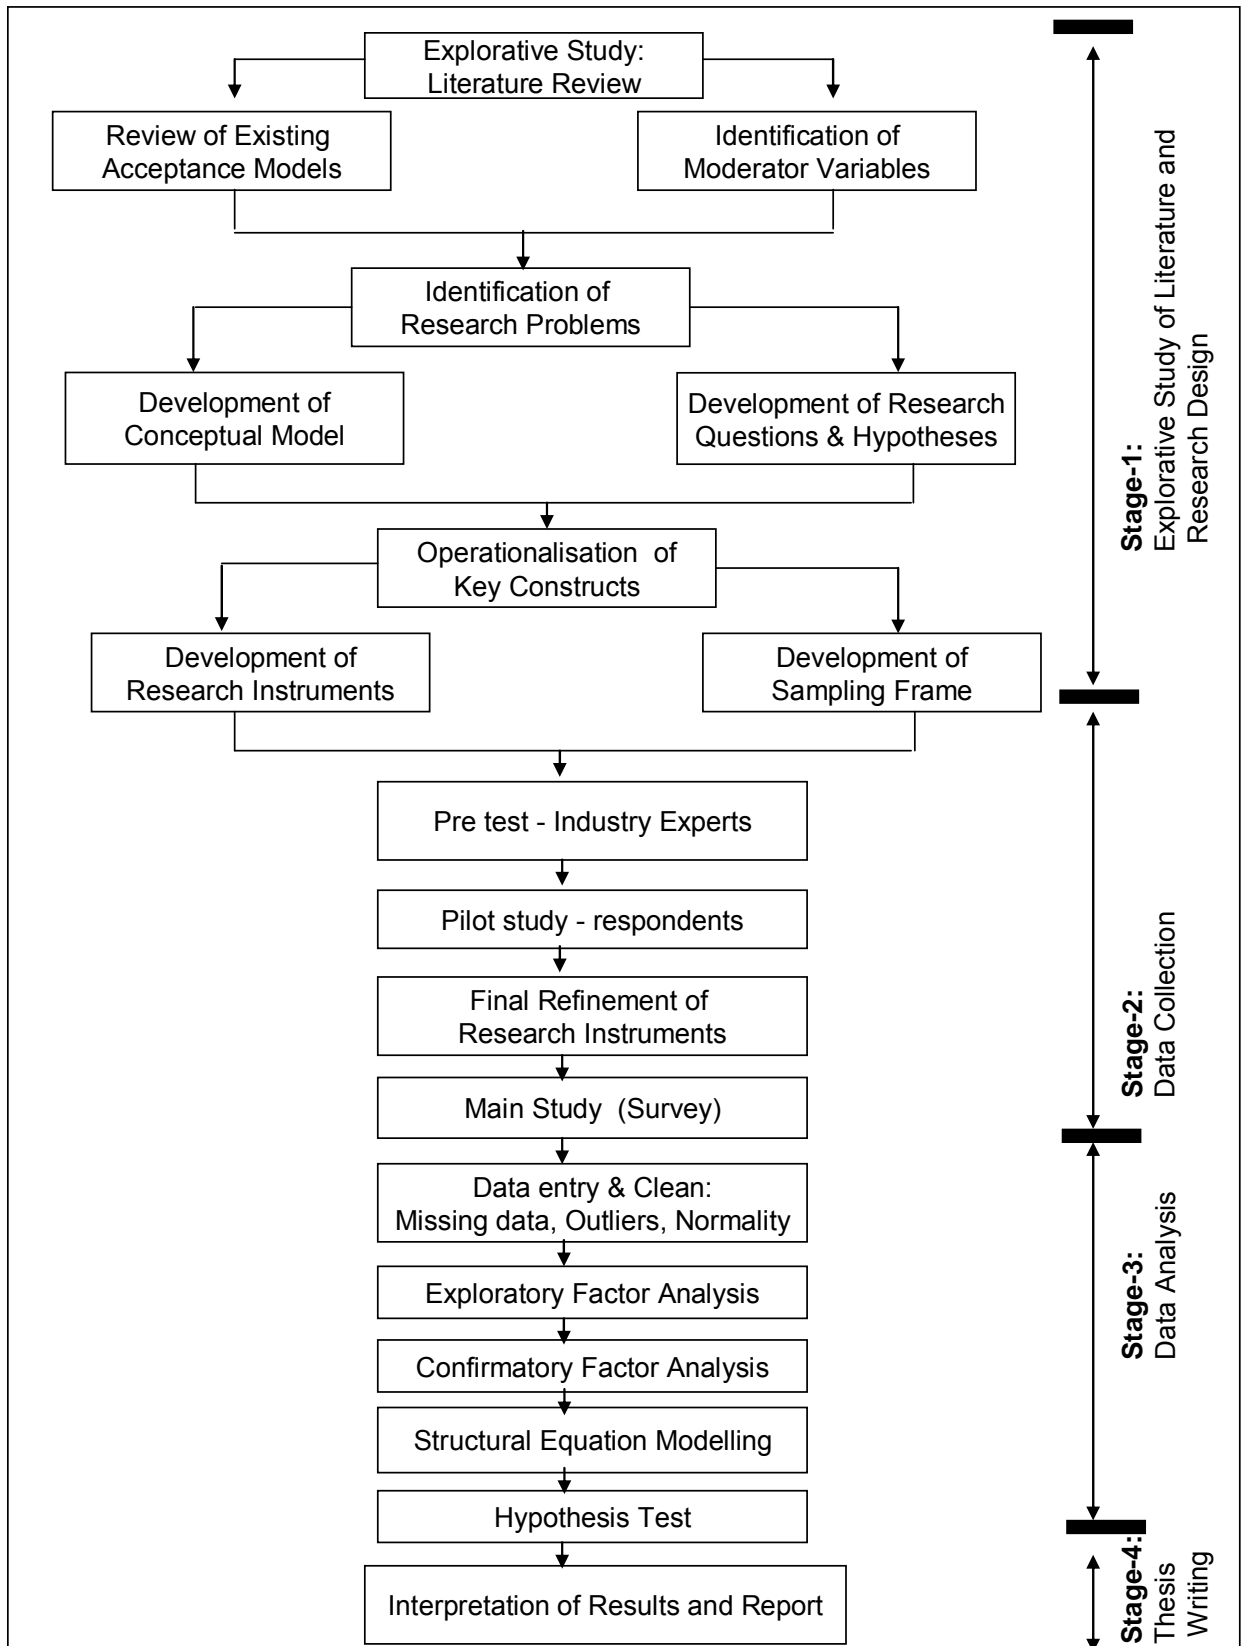 Explorative Study:
Literature Review
Review of Existing
Acceptance Models
Identification of
Moderator Variables
Identification of
Research Problems
Development of
Conceptual Model
Development of Research
Questions & Hypotheses
Operationalisation of
Key Constructs
Development of
Research Instruments
Development of
Sampling Frame
Stage-1:
Explorative Study of Literature and
Research Design
Pre test - Industry Experts
Pilot study - respondents
Final Refinement of
Research Instruments
Main Study (Survey)
Stage-2:
Data Collection
Data entry & Clean:
Missing data, Outliers, Normality
Exploratory Factor Analysis
Confirmatory Factor Analysis
Structural Equation Modelling
Hypothesis Test
Stage-3:
Data Analysis
Interpretation of Results and Report
Stage-4:
Thesis
Writing